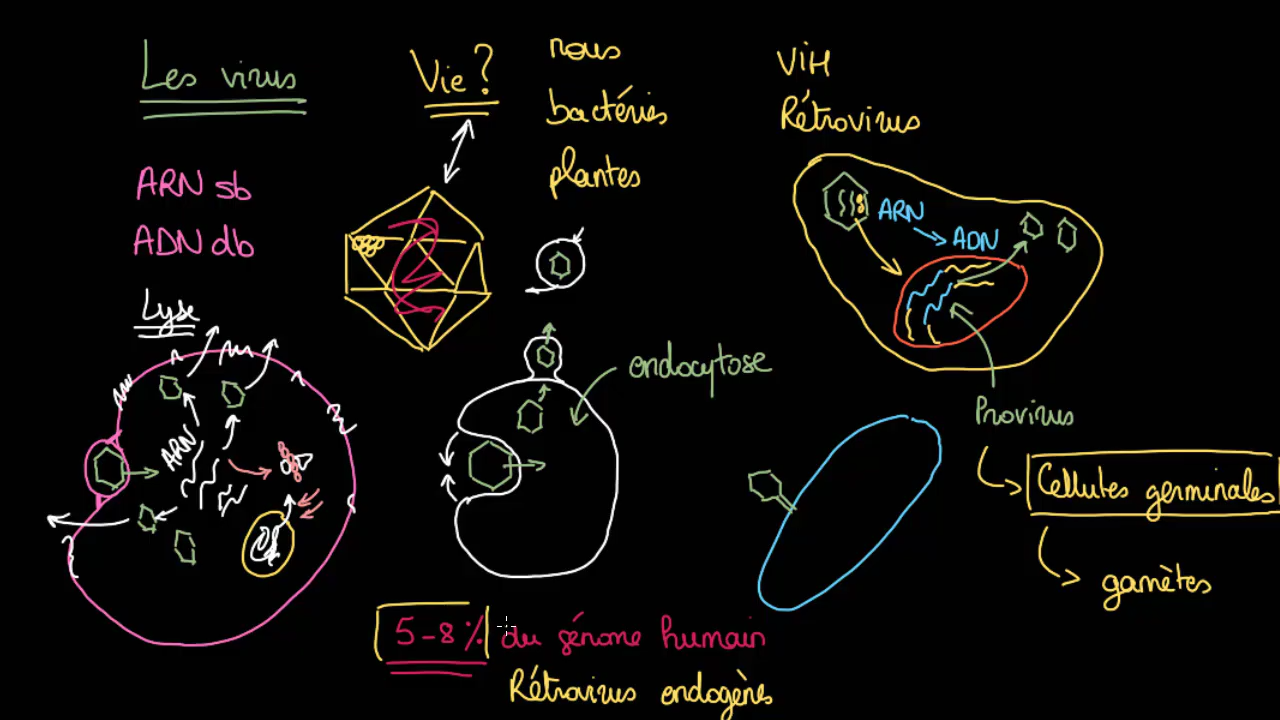 Les virus
Vie?
nous
bactéries
plantes
ViH
Rétrovirus
ARN sb
ADN db
Lyse
ARN
ARN
ADN
endocytose
Provirus
Cellules germinales
gamètes
5-8% du génome humain
Rétrovirus endogènes